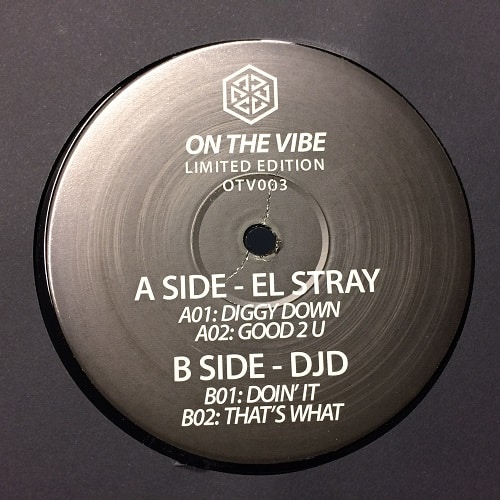 ON THE VIBE
LIMITED EDITION
OTV003
A SIDE - EL STRAY
A01: DIGGY DOWN
A02: GOOD 2 U
B SIDE - DJD
B01: DOIN' IT
B02: THAT'S WHAT